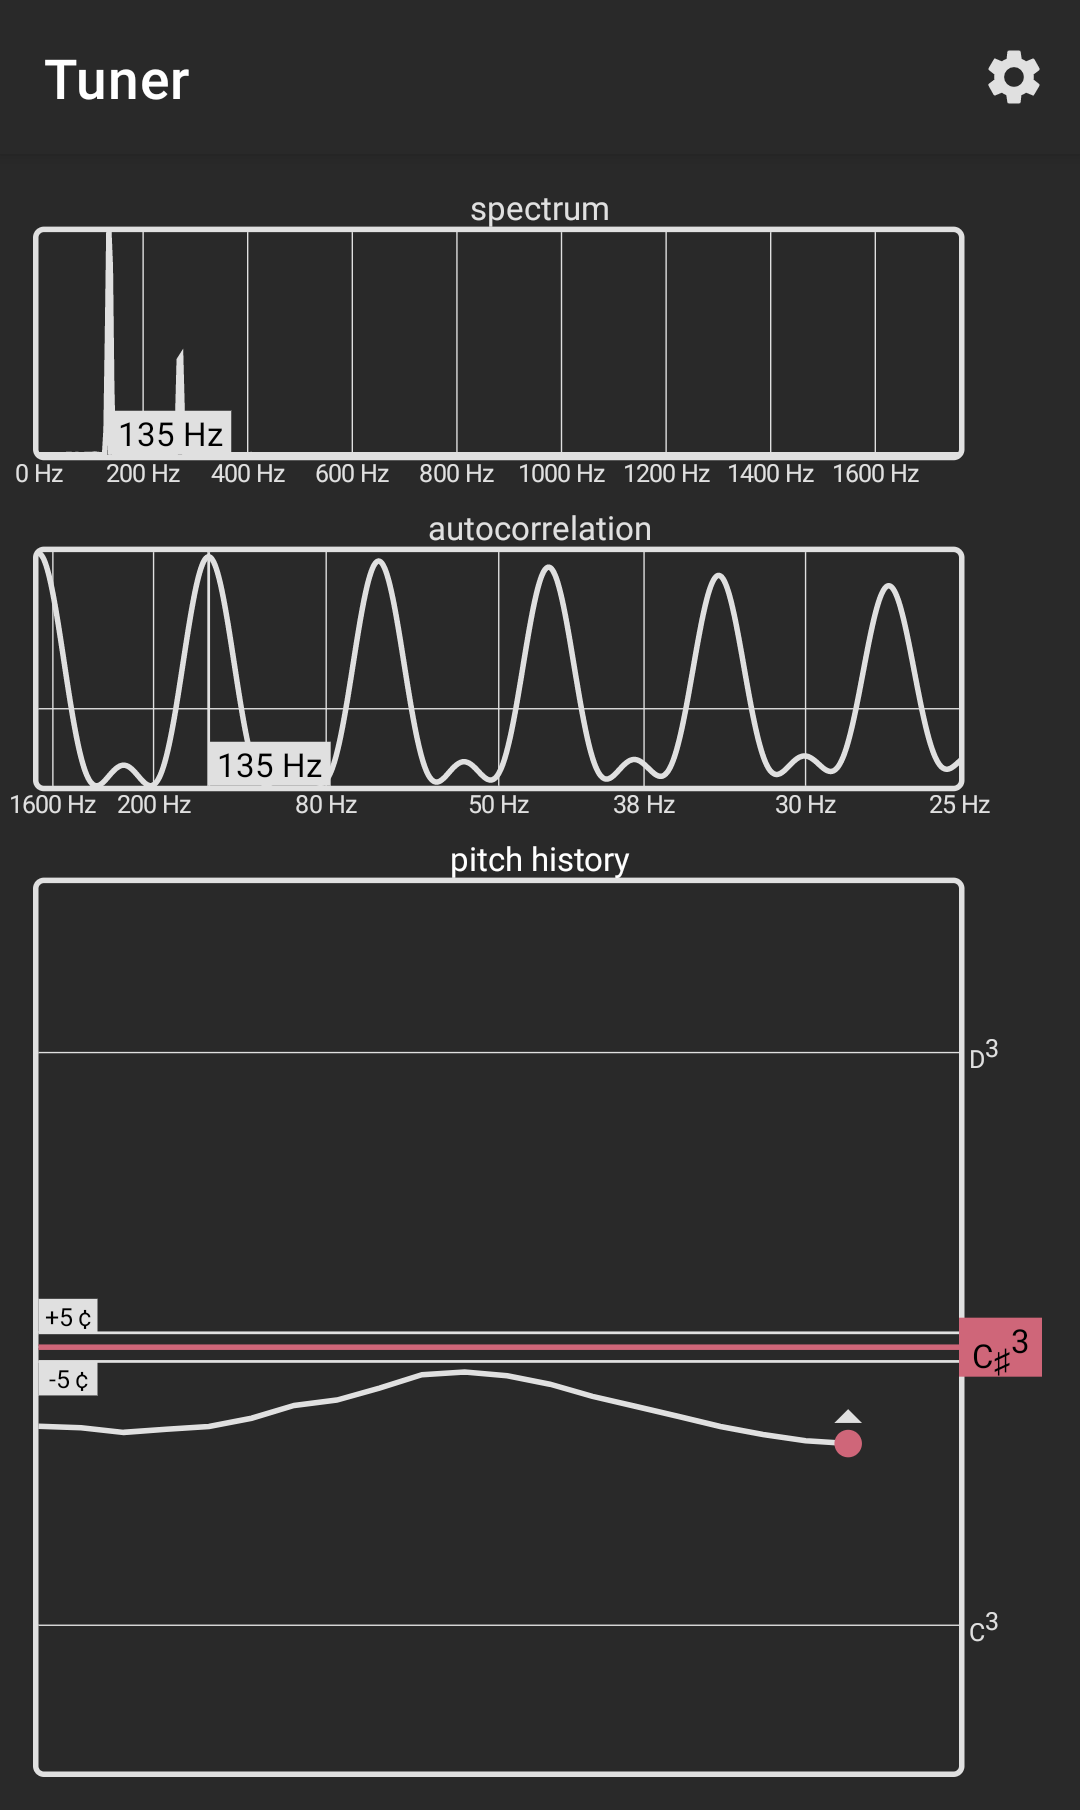 Tuner
spectrum
135 Hz
0 Hz 200 Hz 400 Hz 600 Hz 800 Hz 1000 Hz 1200 Hz 1400 Hz 1600 Hz
autocorrelation
135 Hz
1600 Hz 200 Hz 80 Hz 50 Hz 38 Hz 30 Hz 25 Hz
pitch history
D3
+5 ¢
C♯3
-5 ¢
C3